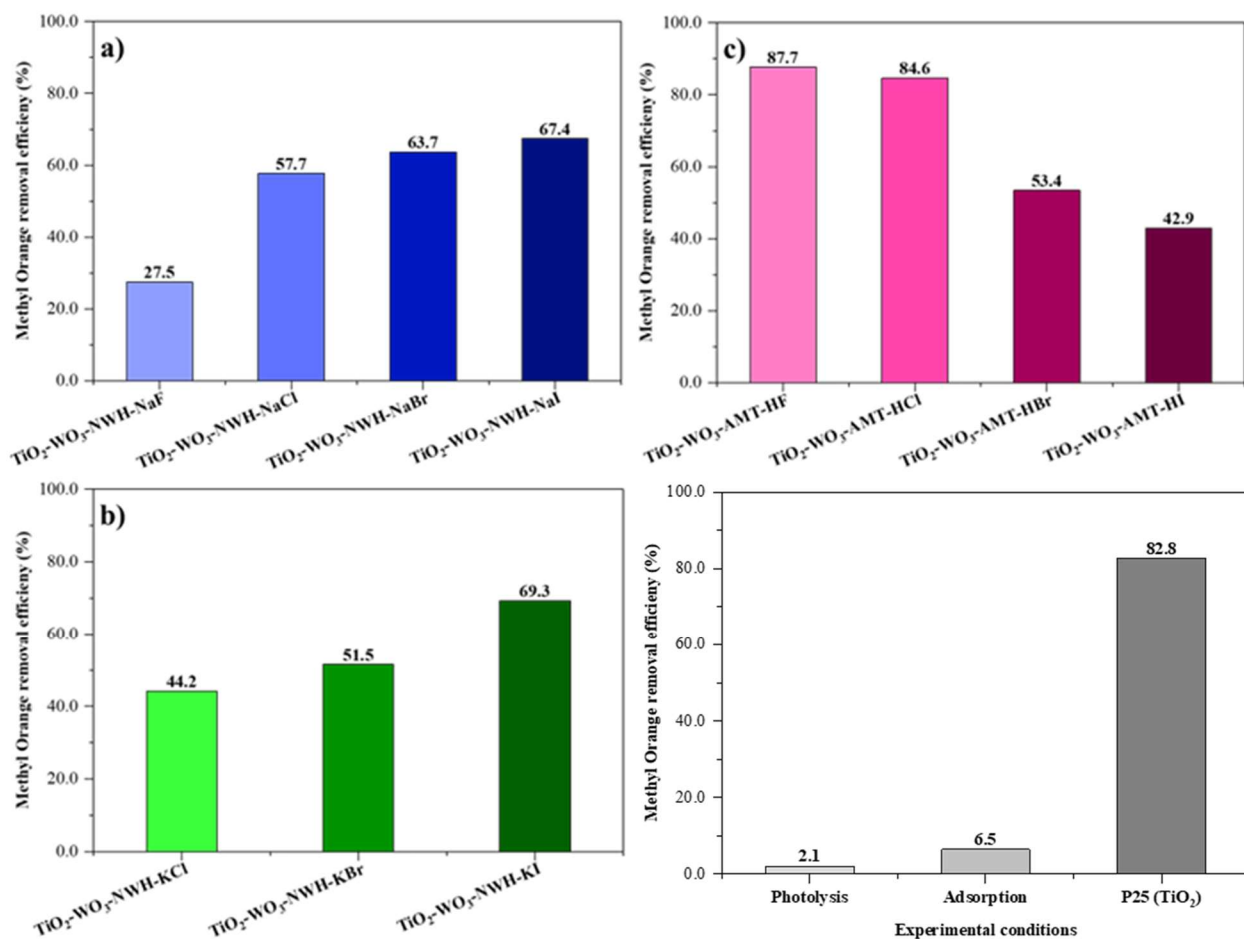 a)
Methyl Orange removal efficieny (%)
100.0
80.0
60.0
40.0
20.0
0.0
27.5
57.7
63.7
67.4
TiO₂-WO₃-NWH-NaF
TiO₂-WO₃-NWH-NaCl
TiO₂-WO₃-NWH-NaBr
TiO₂-WO₃-NWH-NaI
c)
Methyl Orange removal efficieny (%)
100.0
80.0
60.0
40.0
20.0
0.0
87.7
84.6
53.4
42.9
TiO₂-WO₃-AMT-HF
TiO₂-WO₃-AMT-HCl
TiO₂-WO₃-AMT-HBr
TiO₂-WO₃-AMT-HI
b)
Methyl Orange removal efficieny (%)
100.0
80.0
60.0
40.0
20.0
0.0
44.2
51.5
69.3
TiO₂-WO₃-NWH-KCl
TiO₂-WO₃-NWH-KBr
TiO₂-WO₃-NWH-KI
Methyl Orange removal efficieny (%)
100.0
80.0
60.0
40.0
20.0
0.0
2.1
6.5
82.8
Photolysis
Adsorption
P25 (TiO₂)
Experimental conditions